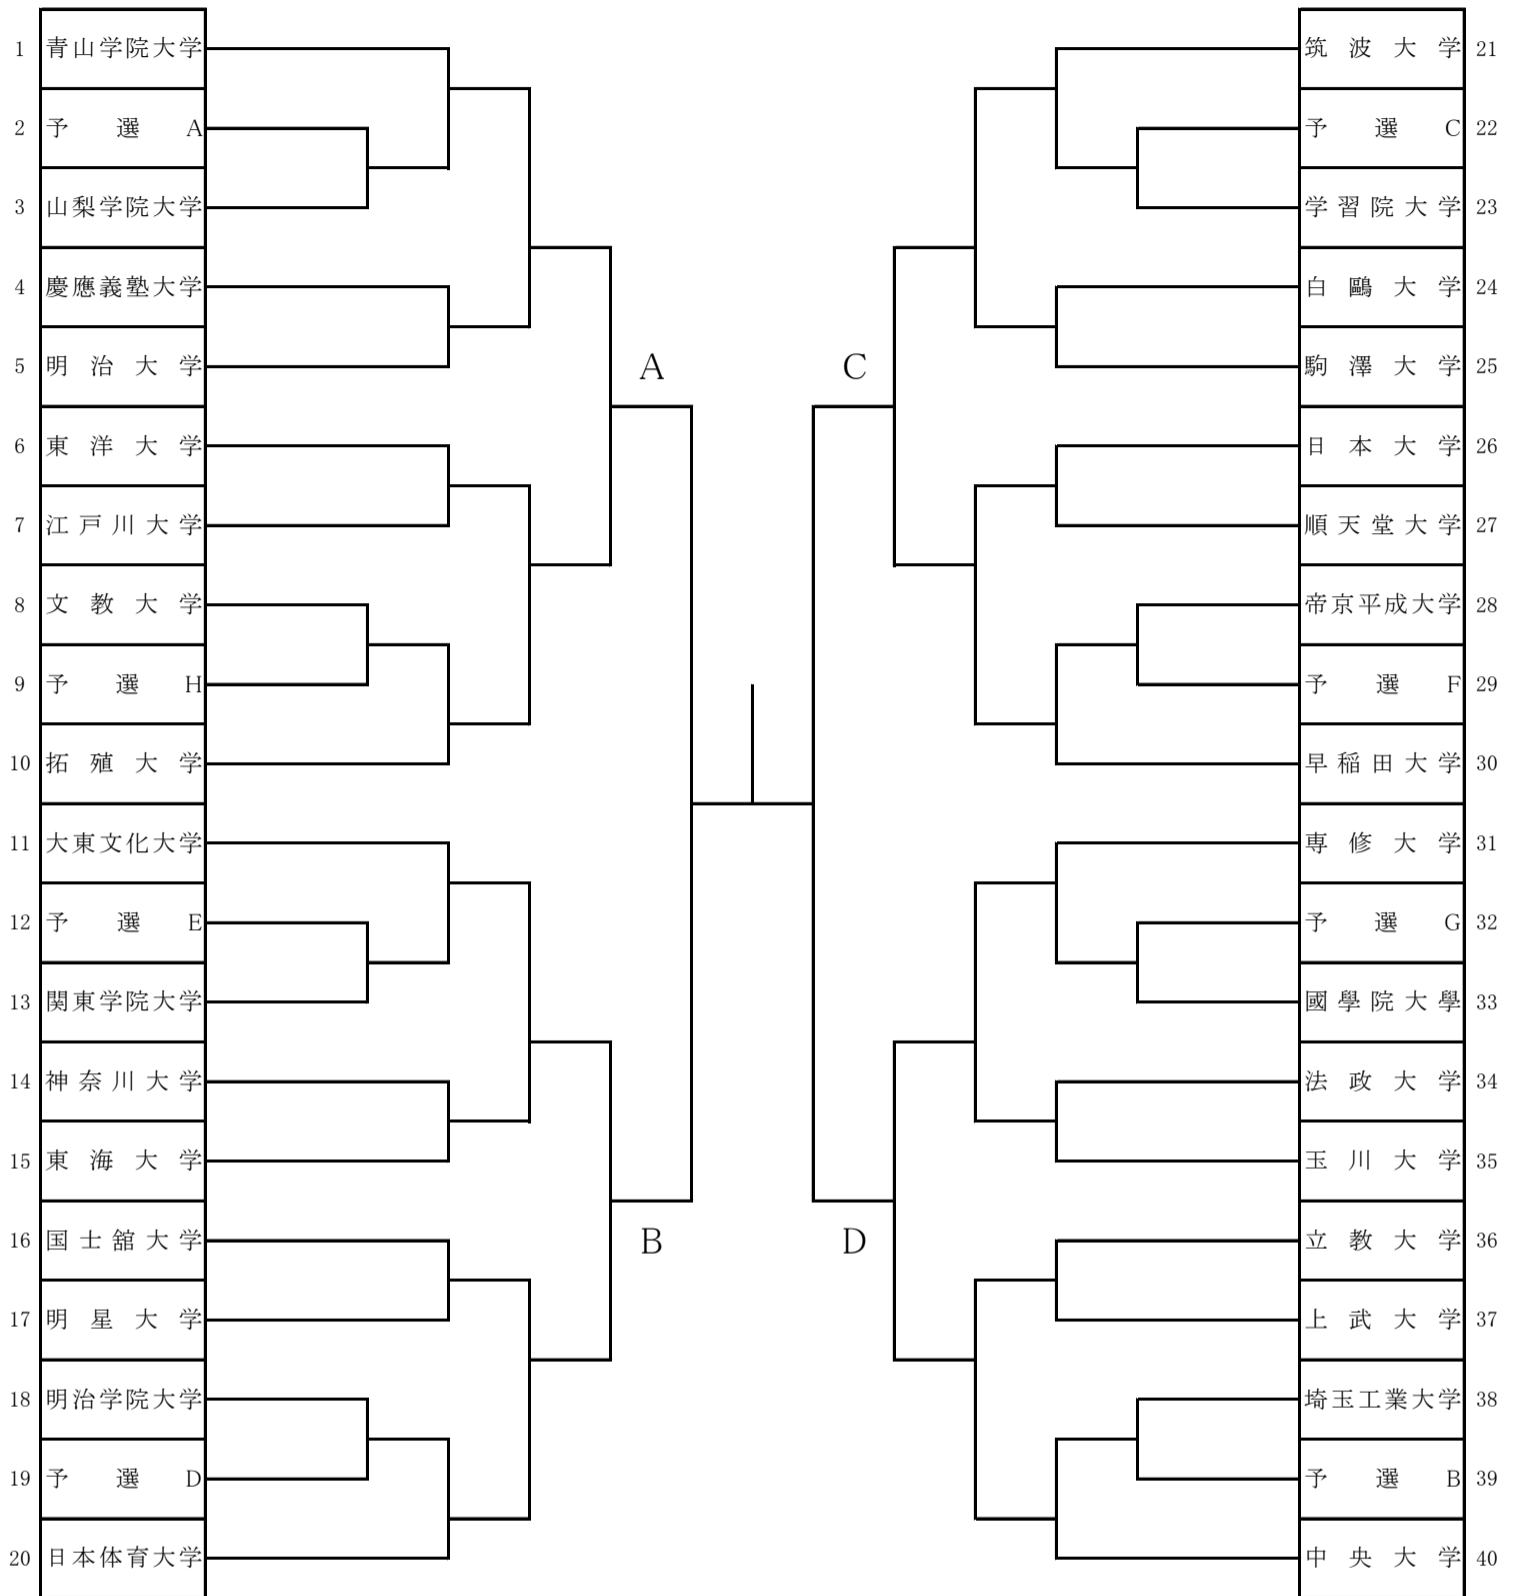 1 青山学院大学
2 予選A
3 山梨学院大学
4 慶應義塾大学
5 明治大学
6 東洋大学
7 江戸川大学
8 文教大学
9 予選H
10 拓殖大学
11 大東文化大学
12 予選E
13 関東学院大学
14 神奈川大学
15 東海大学
16 国士舘大学
17 明星大学
18 明治学院大学
19 予選D
20 日本体育大学
A
B
C
D
筑波大学 21
予選C 22
学習院大学 23
白鷗大学 24
駒澤大学 25
日本大学 26
順天堂大学 27
帝京平成大学 28
予選F 29
早稲田大学 30
専修大学 31
予選G 32
國學院大學 33
法政大学 34
玉川大学 35
立教大学 36
上武大学 37
埼玉工業大学 38
予選B 39
中央大学 40